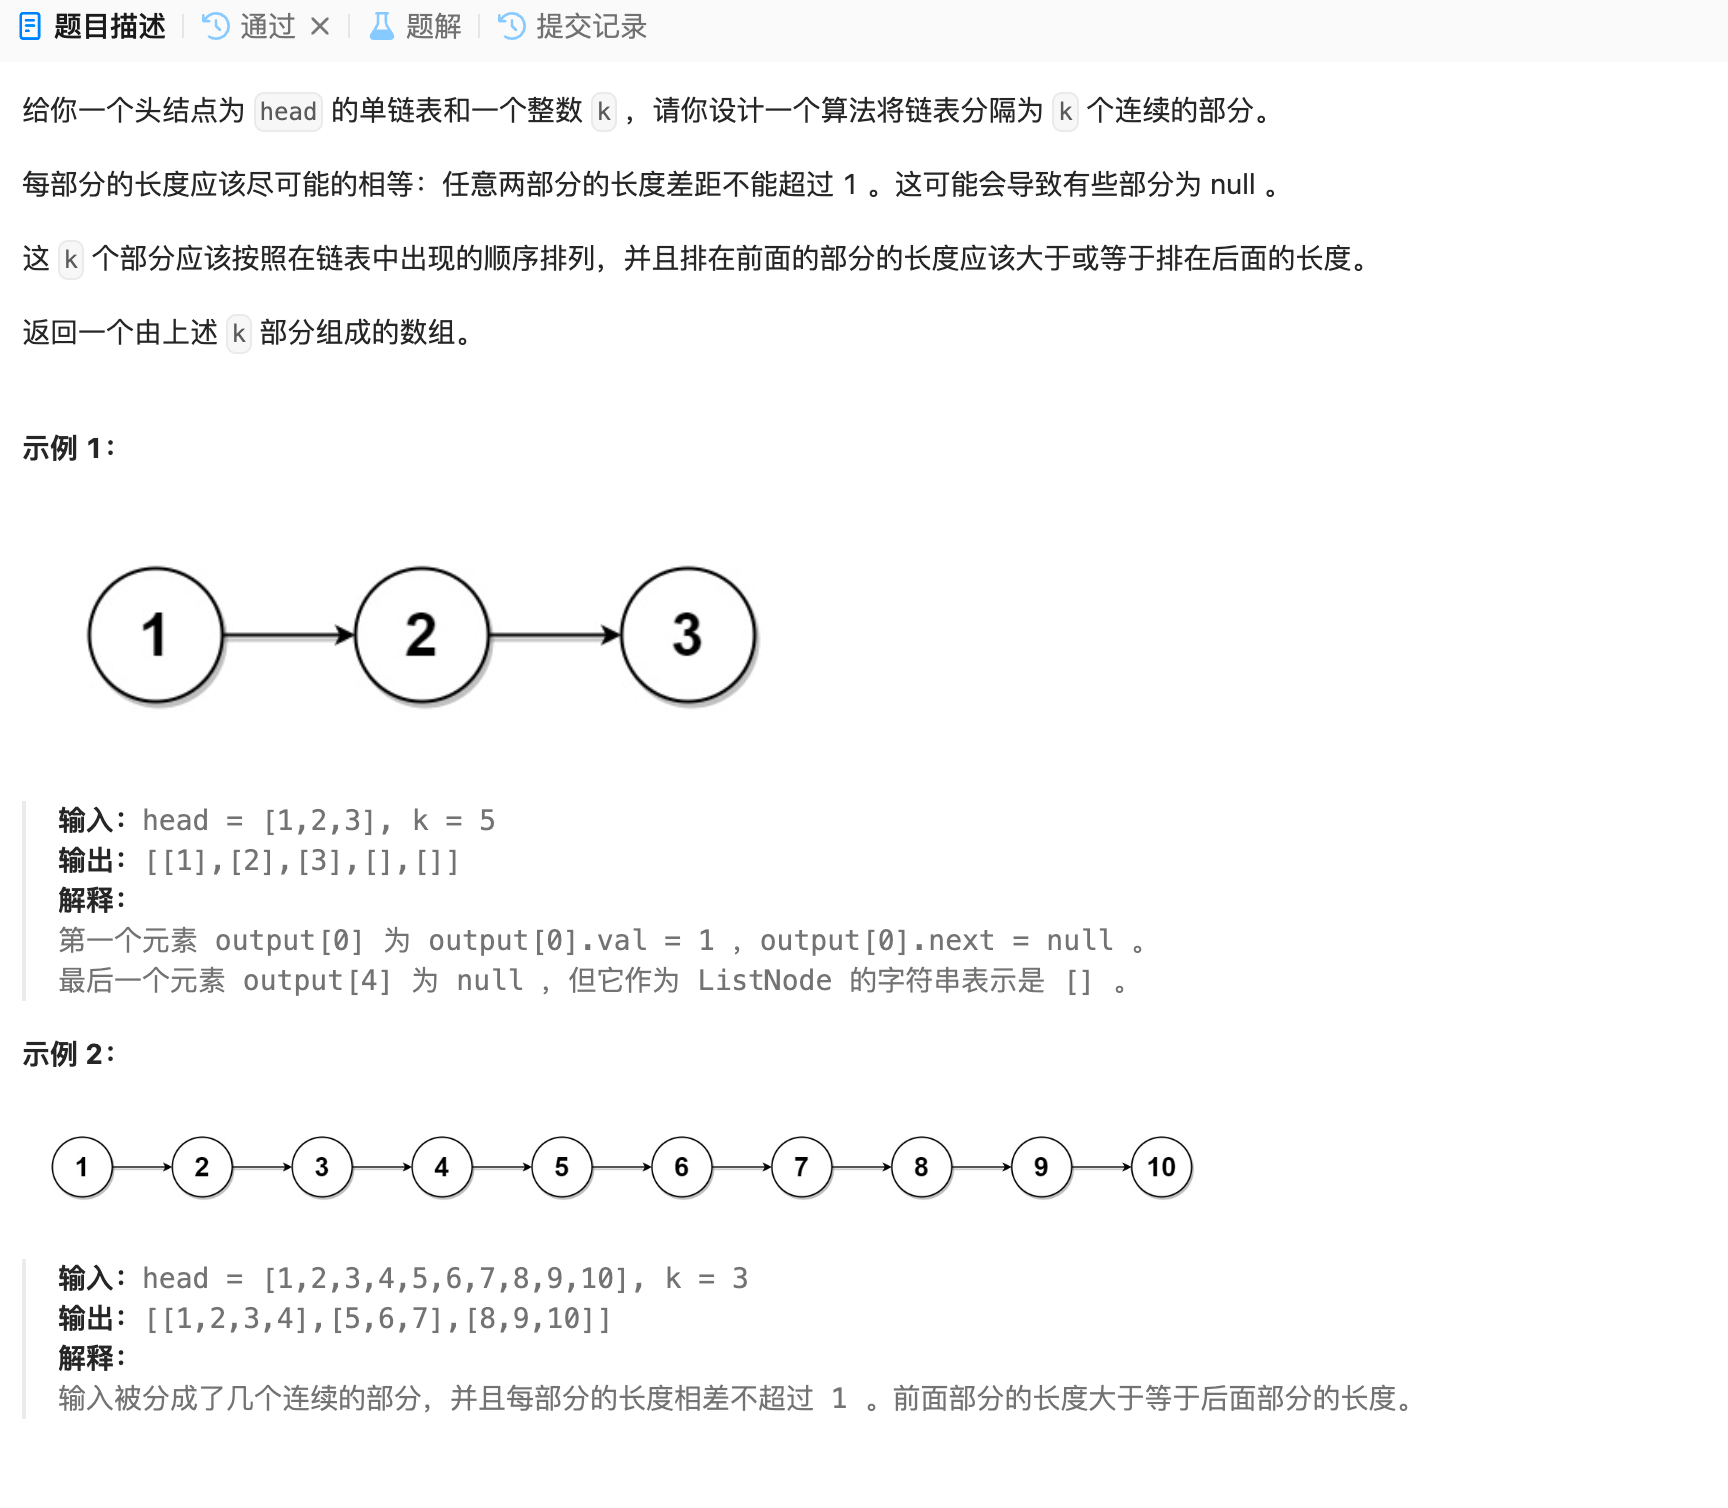 题目描述 通过 题解 提交记录
给你一个头结点为 head 的单链表和一个整数 k ，请你设计一个算法将链表分隔为 k 个连续的部分。
每部分的长度应该尽可能的相等：任意两部分的长度差距不能超过 1 。这可能会导致有些部分为 null 。
这 k 个部分应该按照在链表中出现的顺序排列，并且排在前面的部分的长度应该大于或等于排在后面的长度。
返回一个由上述 k 部分组成的数组。
示例 1：
1 2 3
输入：head = [1,2,3], k = 5
输出：[[1],[2],[3],[],[]]
解释：
第一个元素 output[0] 为 output[0].val = 1 ，output[0].next = null 。
最后一个元素 output[4] 为 null ，但它作为 ListNode 的字符串表示是 [] 。
示例 2：
1 2 3 4 5 6 7 8 9 10
输入：head = [1,2,3,4,5,6,7,8,9,10], k = 3
输出：[[1,2,3,4],[5,6,7],[8,9,10]]
解释：
输入被分成了几个连续的部分，并且每部分的长度相差不超过 1 。前面部分的长度大于等于后面部分的长度。